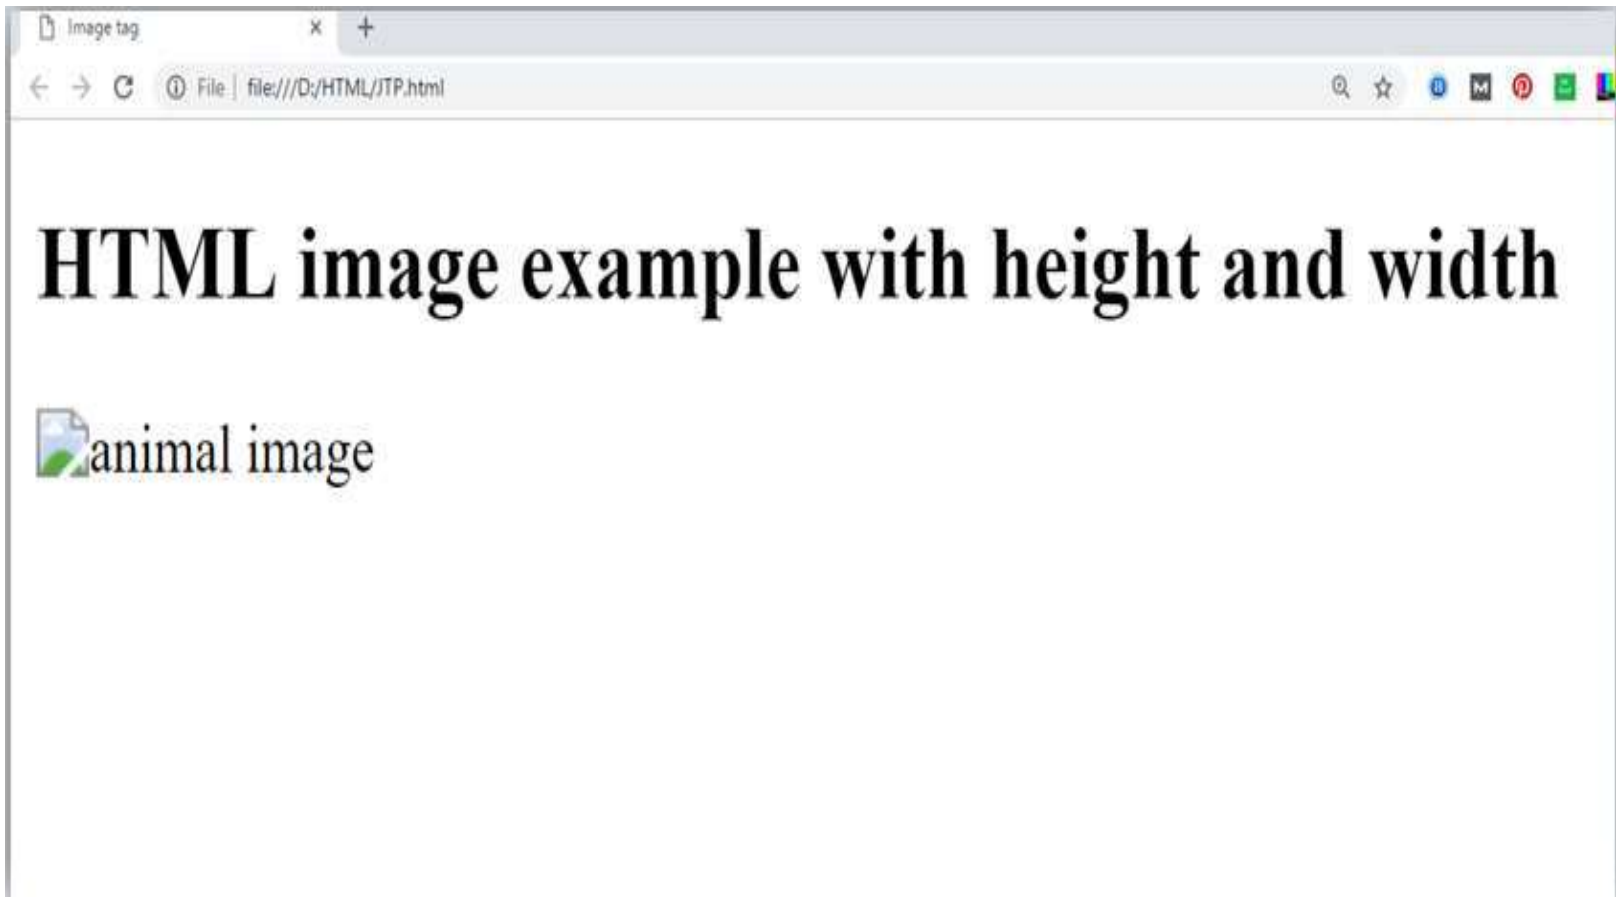 Image tag
File | file:///D:/HTML/JTP.html
HTML image example with height and width
animal image